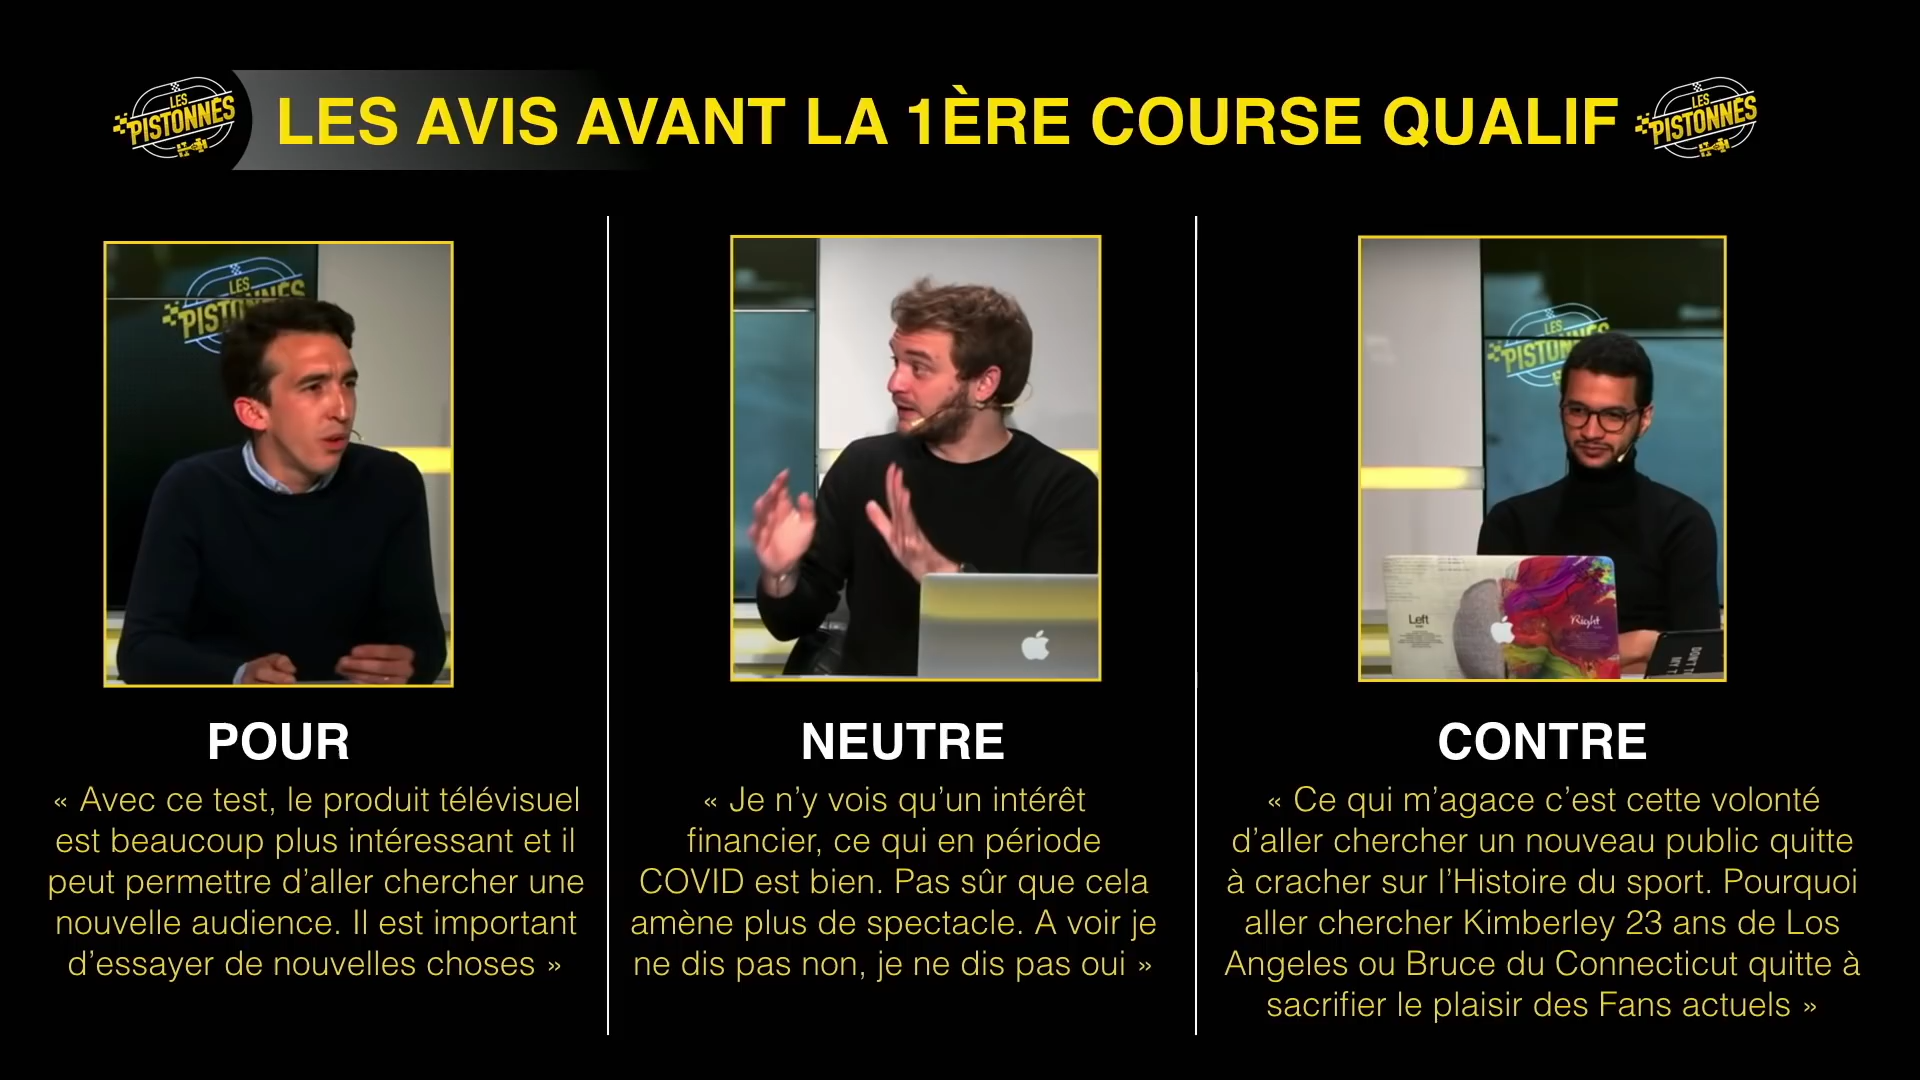 LES
PISTONNÉS
LES AVIS AVANT LA 1ÈRE COURSE QUALIF
LES
PISTONNÉS
LES
LES
POUR
« Avec ce test, le produit télévisuel
est beaucoup plus intéressant et il
peut permettre d’aller chercher une
nouvelle audience. Il est important
d’essayer de nouvelles choses »
NEUTRE
« Je n’y vois qu’un intérêt
financier, ce qui en période
COVID est bien. Pas sûr que cela
amène plus de spectacle. A voir je
ne dis pas non, je ne dis pas oui »
Left
Right
CONTRE
« Ce qui m’agace c’est cette volonté
d’aller chercher un nouveau public quitte
à cracher sur l’Histoire du sport. Pourquoi
aller chercher Kimberley 23 ans de Los
Angeles ou Bruce du Connecticut quitte à
sacrifier le plaisir des Fans actuels »